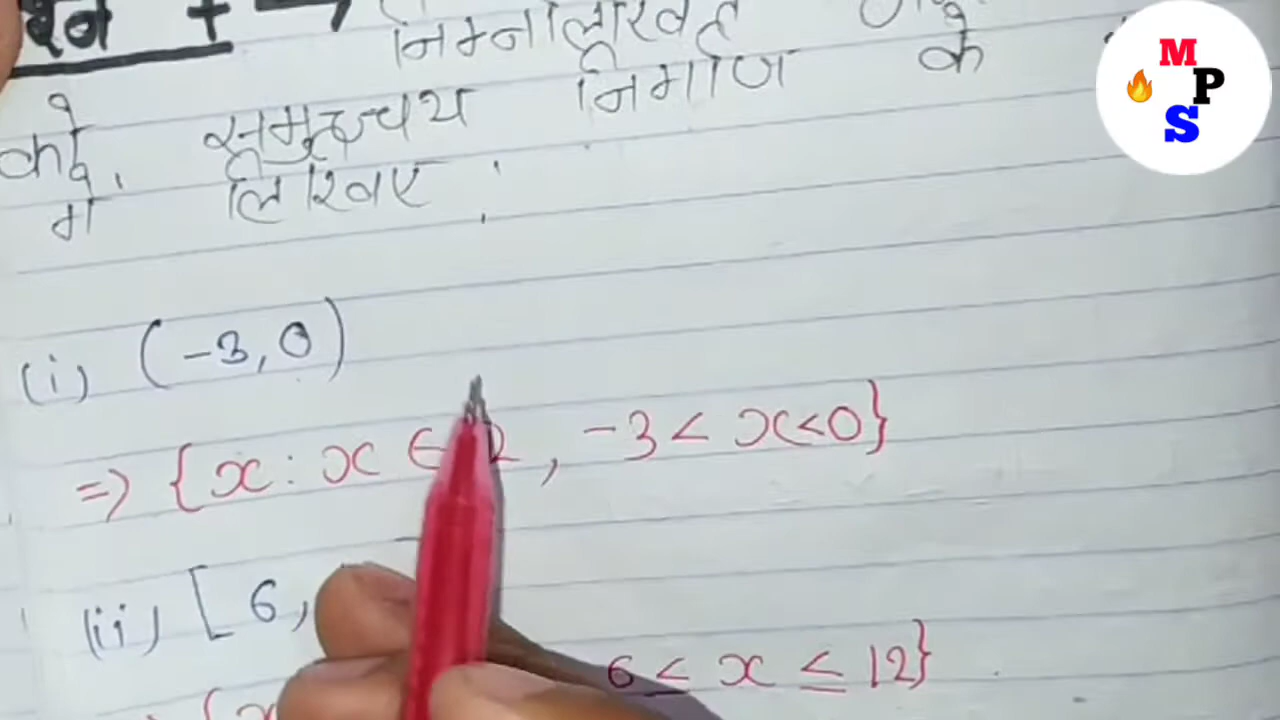 निम्नलिखित
को समुच्चय निर्माण के
में लिखिए :
(i) (-3, 0)
=> {x : x ∈ R, -3 < x < 0}
(ii) [ 6,
6 ≤ x ≤ 12}
M
P
S